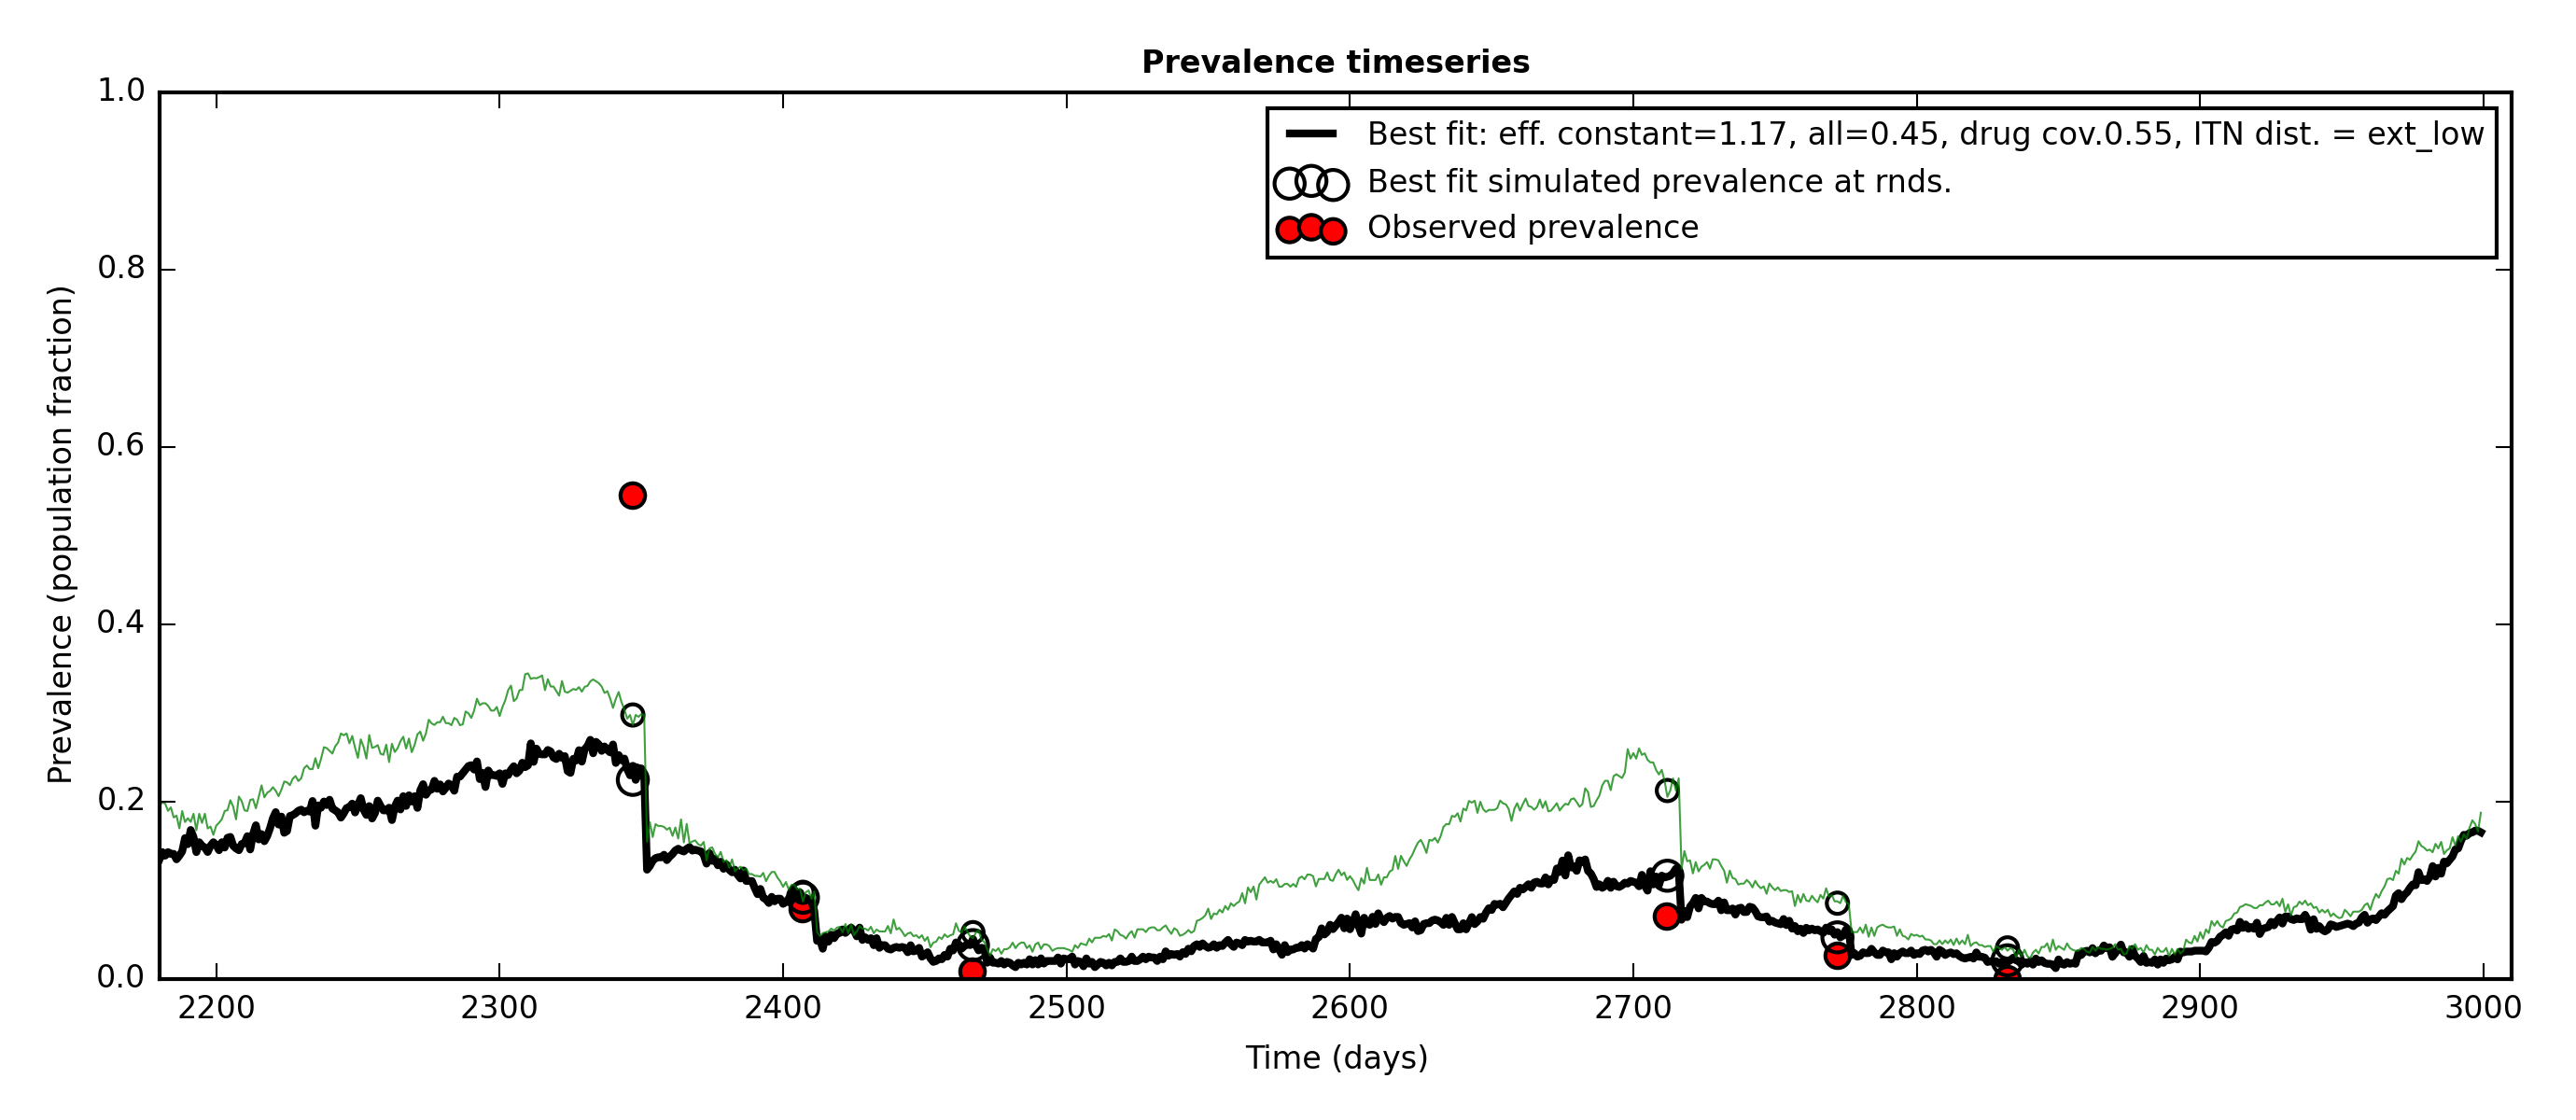 Prevalence timeseries
Best fit: eff. constant=1.17, all=0.45, drug cov.0.55, ITN dist. = ext_low
Best fit simulated prevalence at rnds.
Observed prevalence
Prevalence (population fraction)
1.0
0.8
0.6
0.4
0.2
0.0
2200 2300 2400 2500 2600 2700 2800 2900 3000
Time (days)